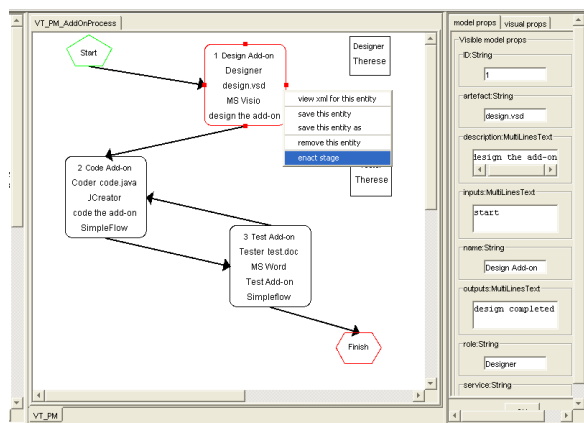 VT_PM_AddOnProcess
Start
1 Design Add-on
Designer
design.vsd
MS Visio
design the add-on
Designer
Therese
view xml for this entity
save this entity
save this entity as
remove this entity
enact stage
Therese
2 Code Add-on
Coder code.java
JCreator
code the add-on
SimpleFlow
3 Test Add-on
Tester test.doc
MS Word
Test Add-on
Simpleflow
Finish
VT_PM
model props
visual props
Visible model props
ID:String
1
artefact:String
design.vsd
description:MultiLinesText
design the add-on
inputs:MultiLinesText
start
name:String
Design Add-on
outputs:MultiLinesText
design completed
role:String
Designer
service:String